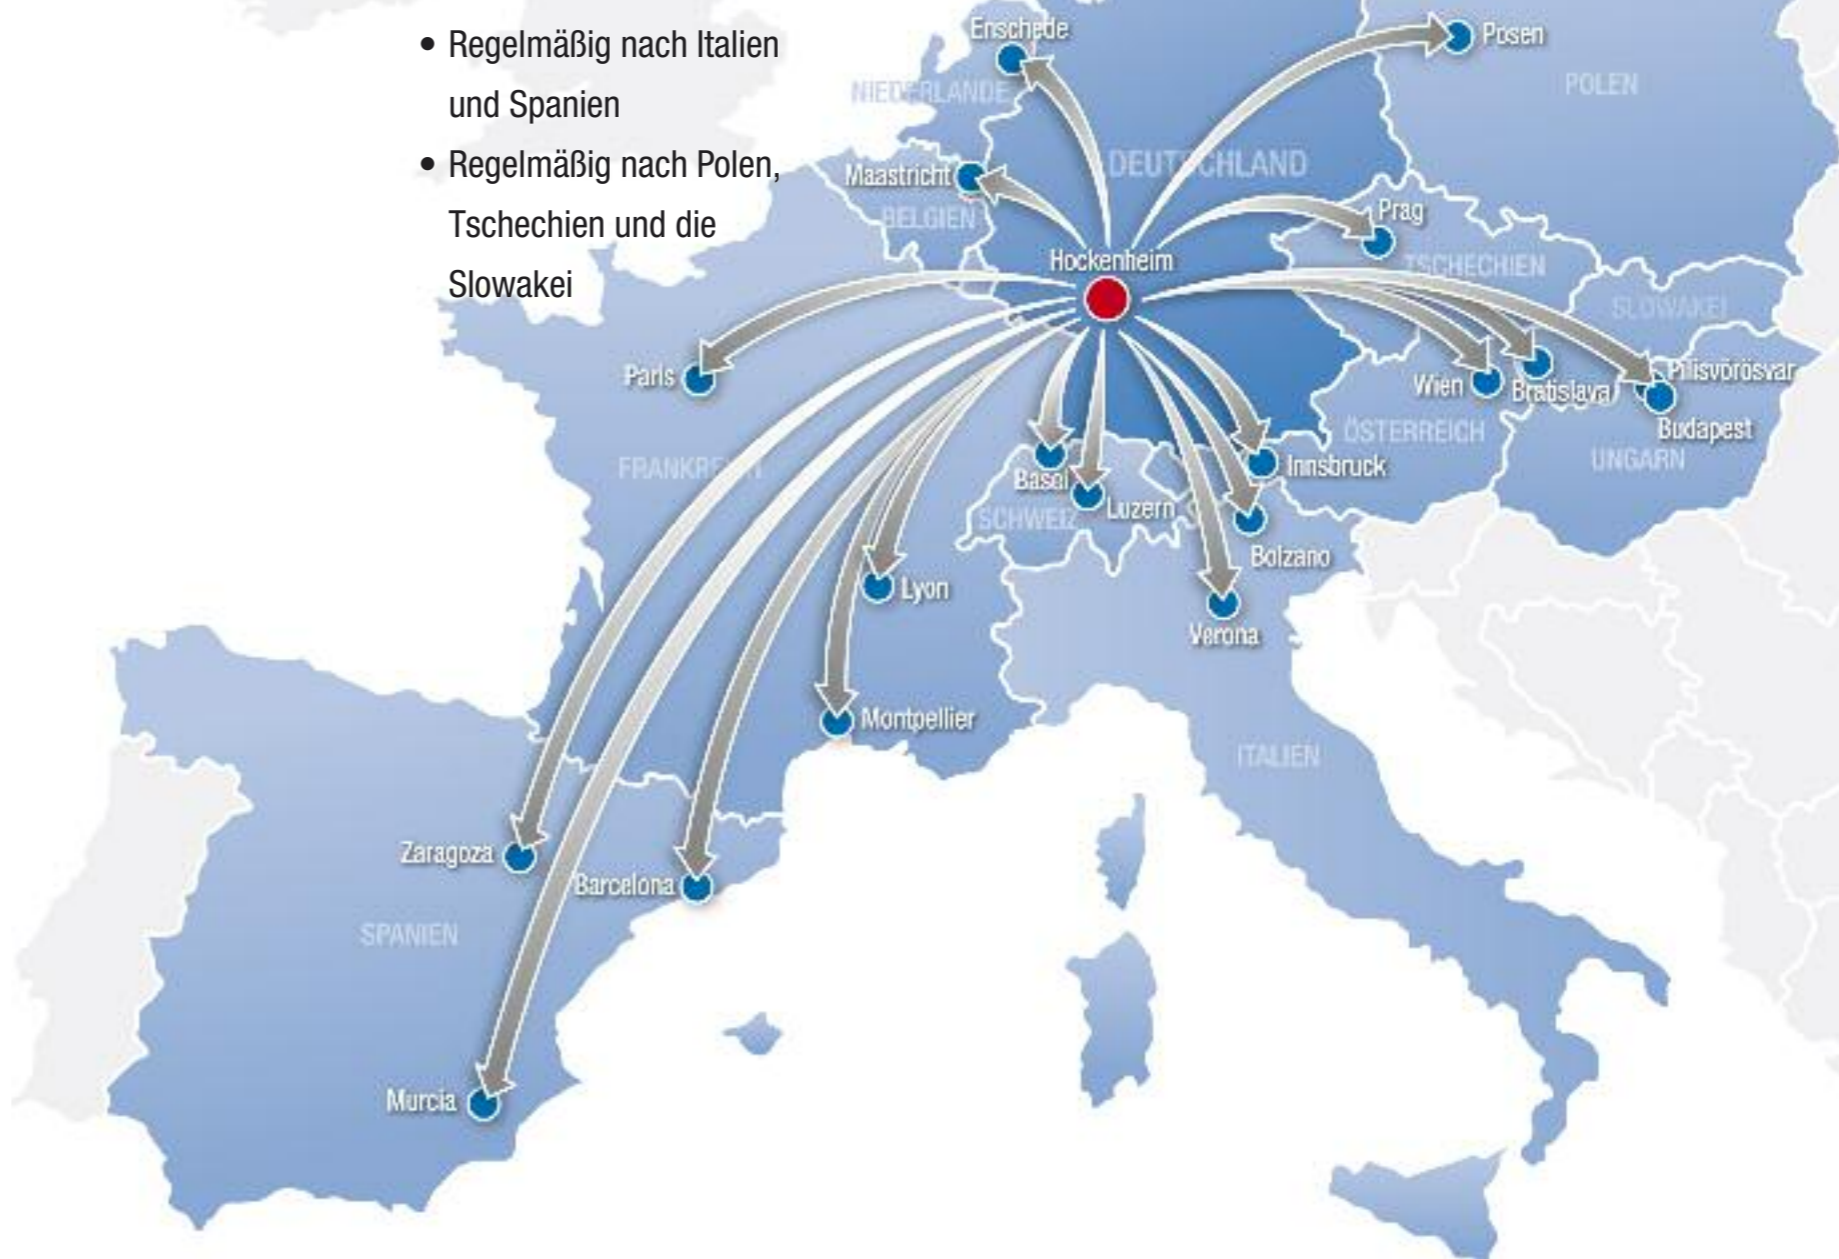 • Regelmäßig nach Italien
und Spanien
• Regelmäßig nach Polen,
Tschechien und die
Slowakei
Enschede
Posen
NIEDERLANDE
POLEN
DEUTSCHLAND
Maastricht
BELGIEN
Prag
Hockenheim
TSCHECHIEN
SLOWAKEI
Paris
Wien
Bratislava
Pilisvörösvar
Budapest
ÖSTERREICH
UNGARN
FRANKREICH
Basel
Innsbruck
Luzern
SCHWEIZ
Bolzano
Lyon
Verona
Montpellier
ITALIEN
Zaragoza
Barcelona
SPANIEN
Murcia